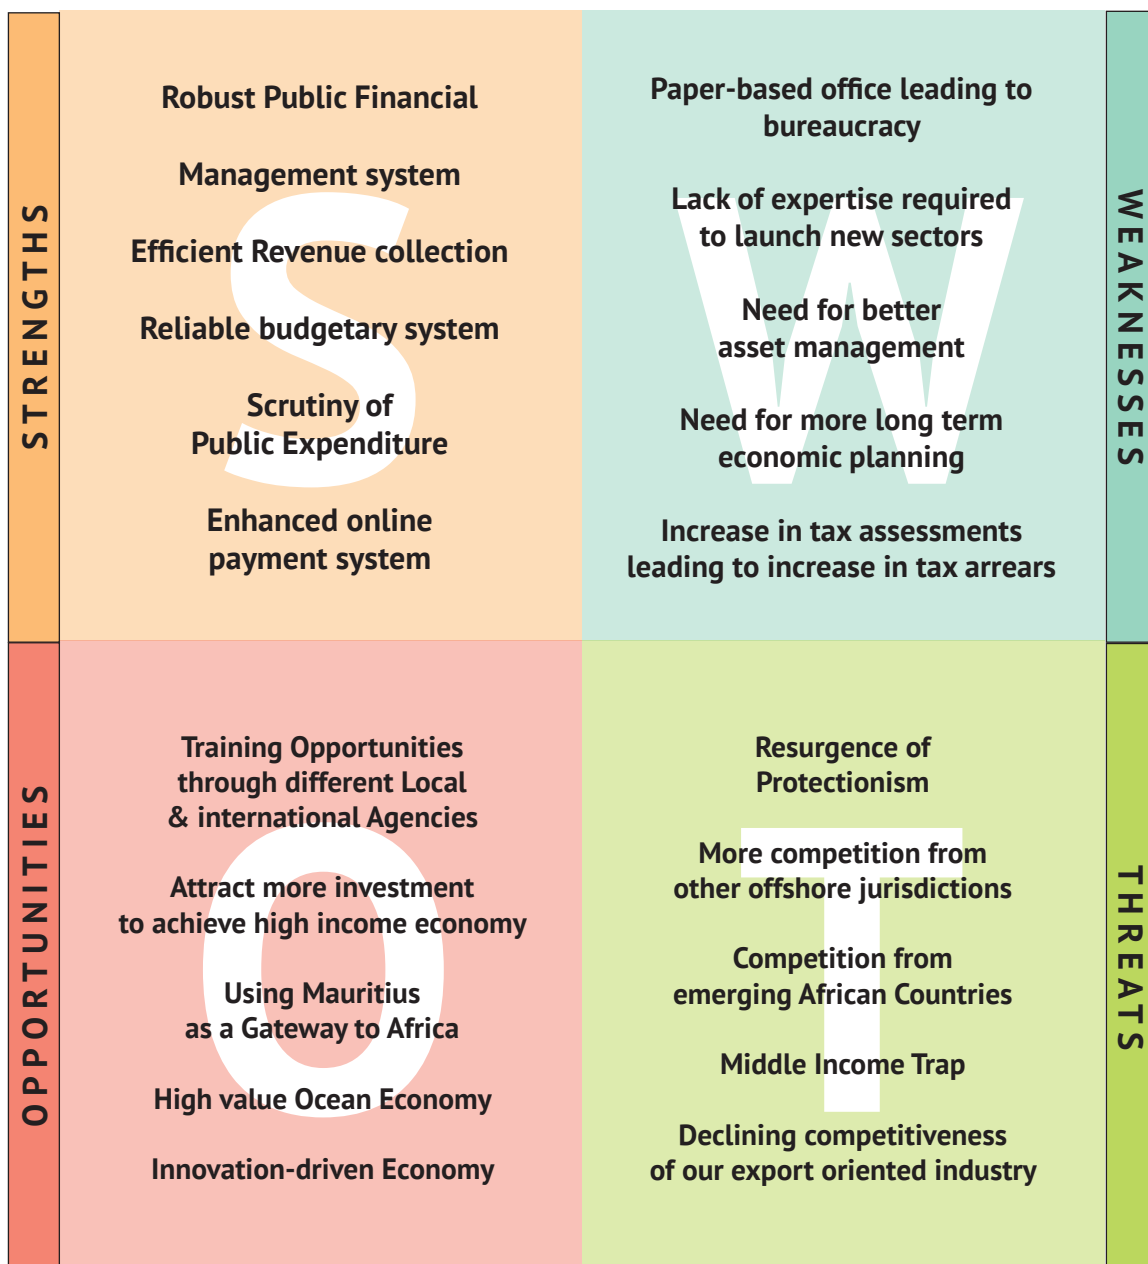 STRENGTHS
S
Robust Public Financial
Management system
Efficient Revenue collection
Reliable budgetary system
Scrutiny of
Public Expenditure
Enhanced online
payment system
WEAKNESSES
W
Paper-based office leading to
bureaucracy
Lack of expertise required
to launch new sectors
Need for better
asset management
Need for more long term
economic planning
Increase in tax assessments
leading to increase in tax arrears
OPPORTUNITIES
O
Training Opportunities
through different Local
& international Agencies
Attract more investment
to achieve high income economy
Using Mauritius
as a Gateway to Africa
High value Ocean Economy
Innovation-driven Economy
THREATS
T
Resurgence of
Protectionism
More competition from
other offshore jurisdictions
Competition from
emerging African Countries
Middle Income Trap
Declining competitiveness
of our export oriented industry